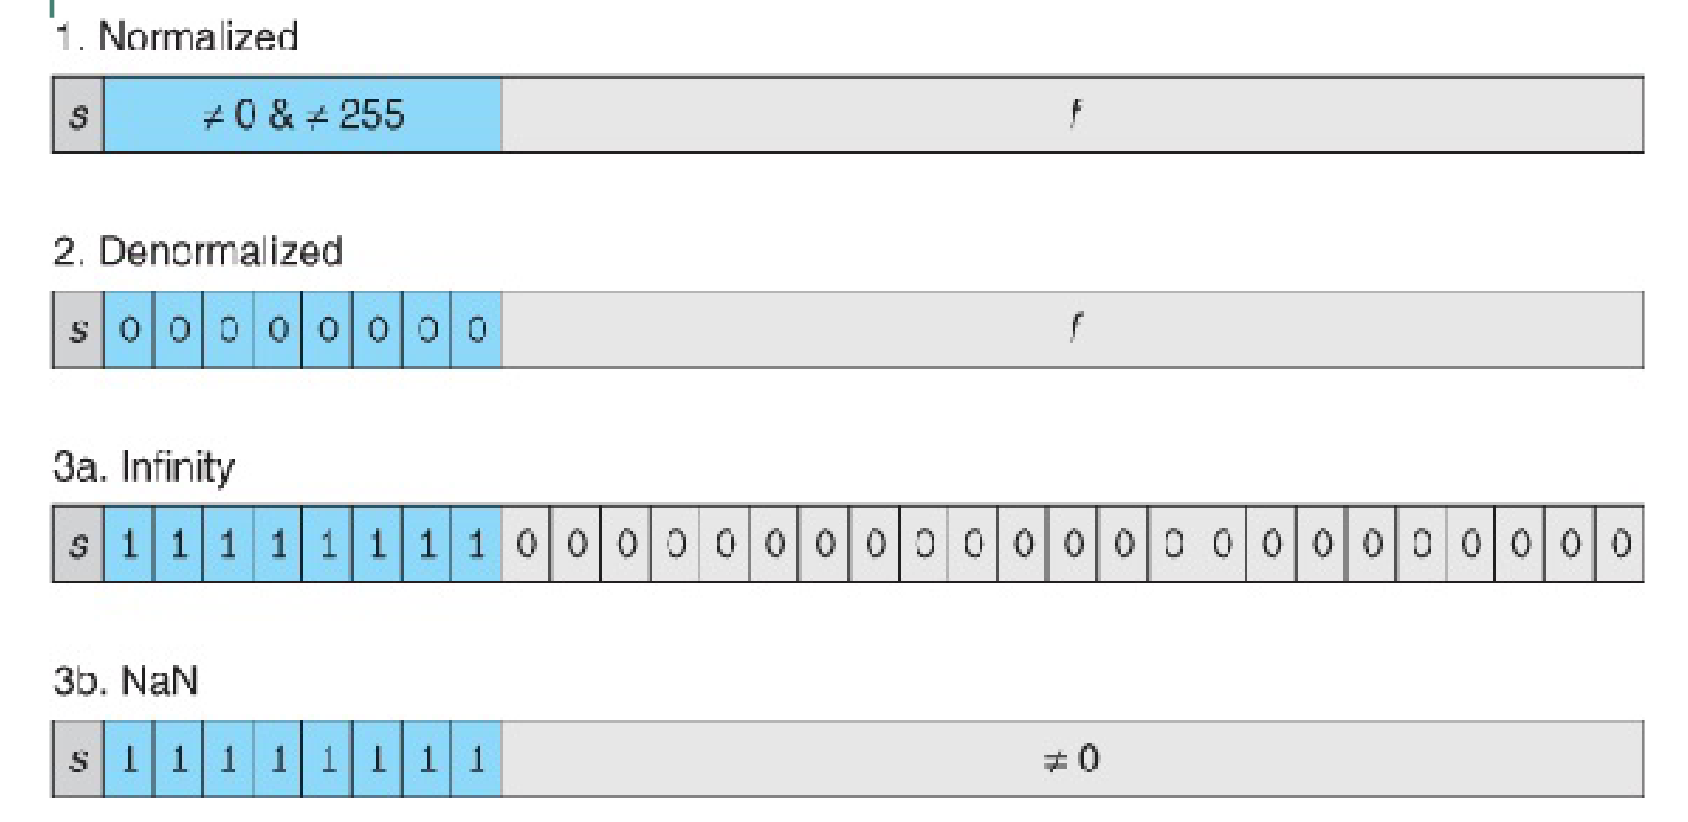 1. Normalized
s ≠ 0 & ≠ 255 f
2. Denormalized
s 0 0 0 0 0 0 0 0 f
3a. Infinity
s 1 1 1 1 1 1 1 1 0 0 0 0 0 0 0 0 0 0 0 0 0 0 0 0 0 0 0 0 0 0 0
3b. NaN
s 1 1 1 1 1 1 1 1 ≠ 0